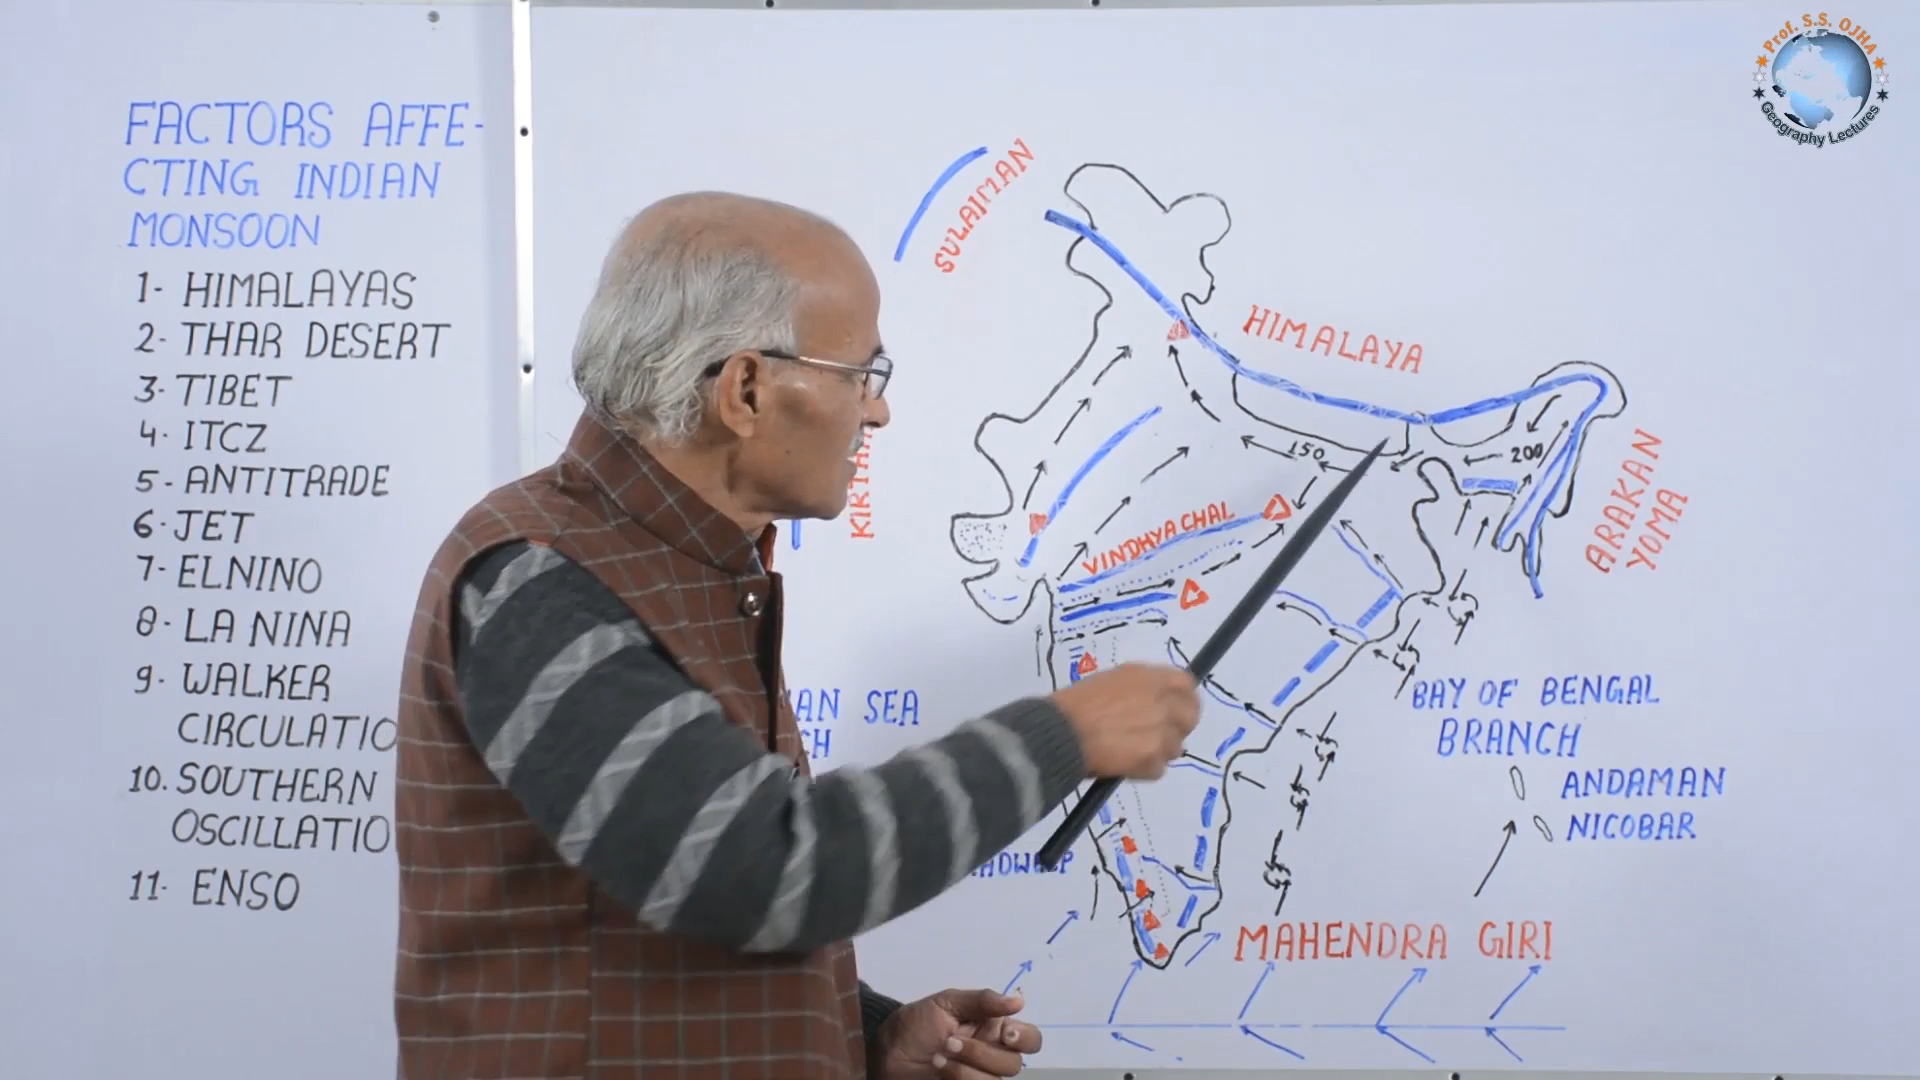 FACTORS AFFE-
CTING INDIAN
MONSOON
1- HIMALAYAS
2- THAR DESERT
3- TIBET
4- ITCZ
5- ANTITRADE
6- JET
7- ELNINO
8- LA NINA
9- WALKER
CIRCULATIO
10. SOUTHERN
OSCILLATIO
11- ENSO
SULAIMAN
HIMALAYA
150
200
ARAKAN
YOMA
VINDHYACHAL
SEA
BAY OF BENGAL
BRANCH
ANDAMAN
NICOBAR
MAHENDRA GIRI
Prof. S.S. OJHA
Geography Lectures